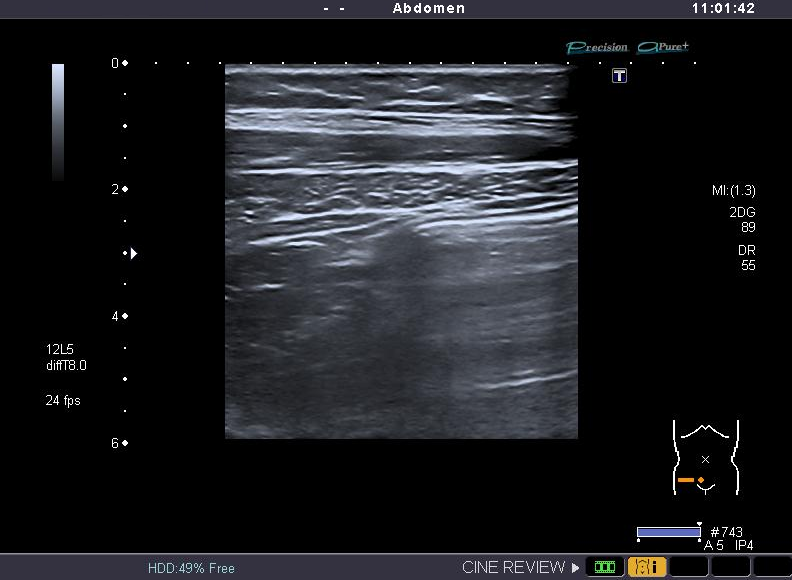 - - Abdomen 11:01:42
Precision APure+
T
0
2
4
6
MI:(1.3)
2DG
89
DR
55
12L5
diffT8.0
24 fps
#743
A 5 IP4
HDD:49% Free
CINE REVIEW
i